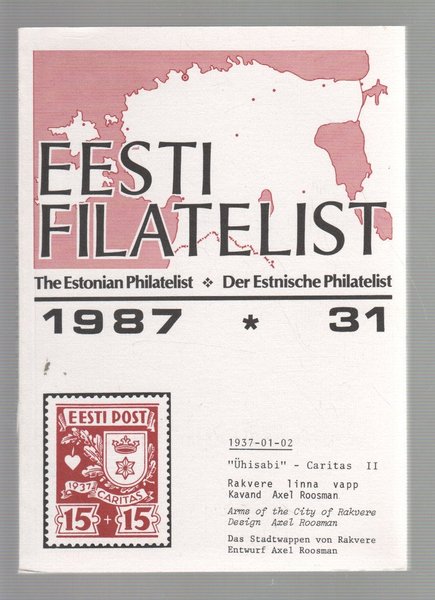 EESTI
FILATELIST
The Estonian Philatelist ❖ Der Estnische Philatelist
1987 * 31
EESTI POST
1937
CARITAS
15+15
1937-01-02
"Ühisabi" - Caritas II
Rakvere linna vapp
Kavand Axel Roosman
Arms of the City of Rakvere
Design Axel Roosman
Das Stadtwappen von Rakvere
Entwurf Axel Roosman